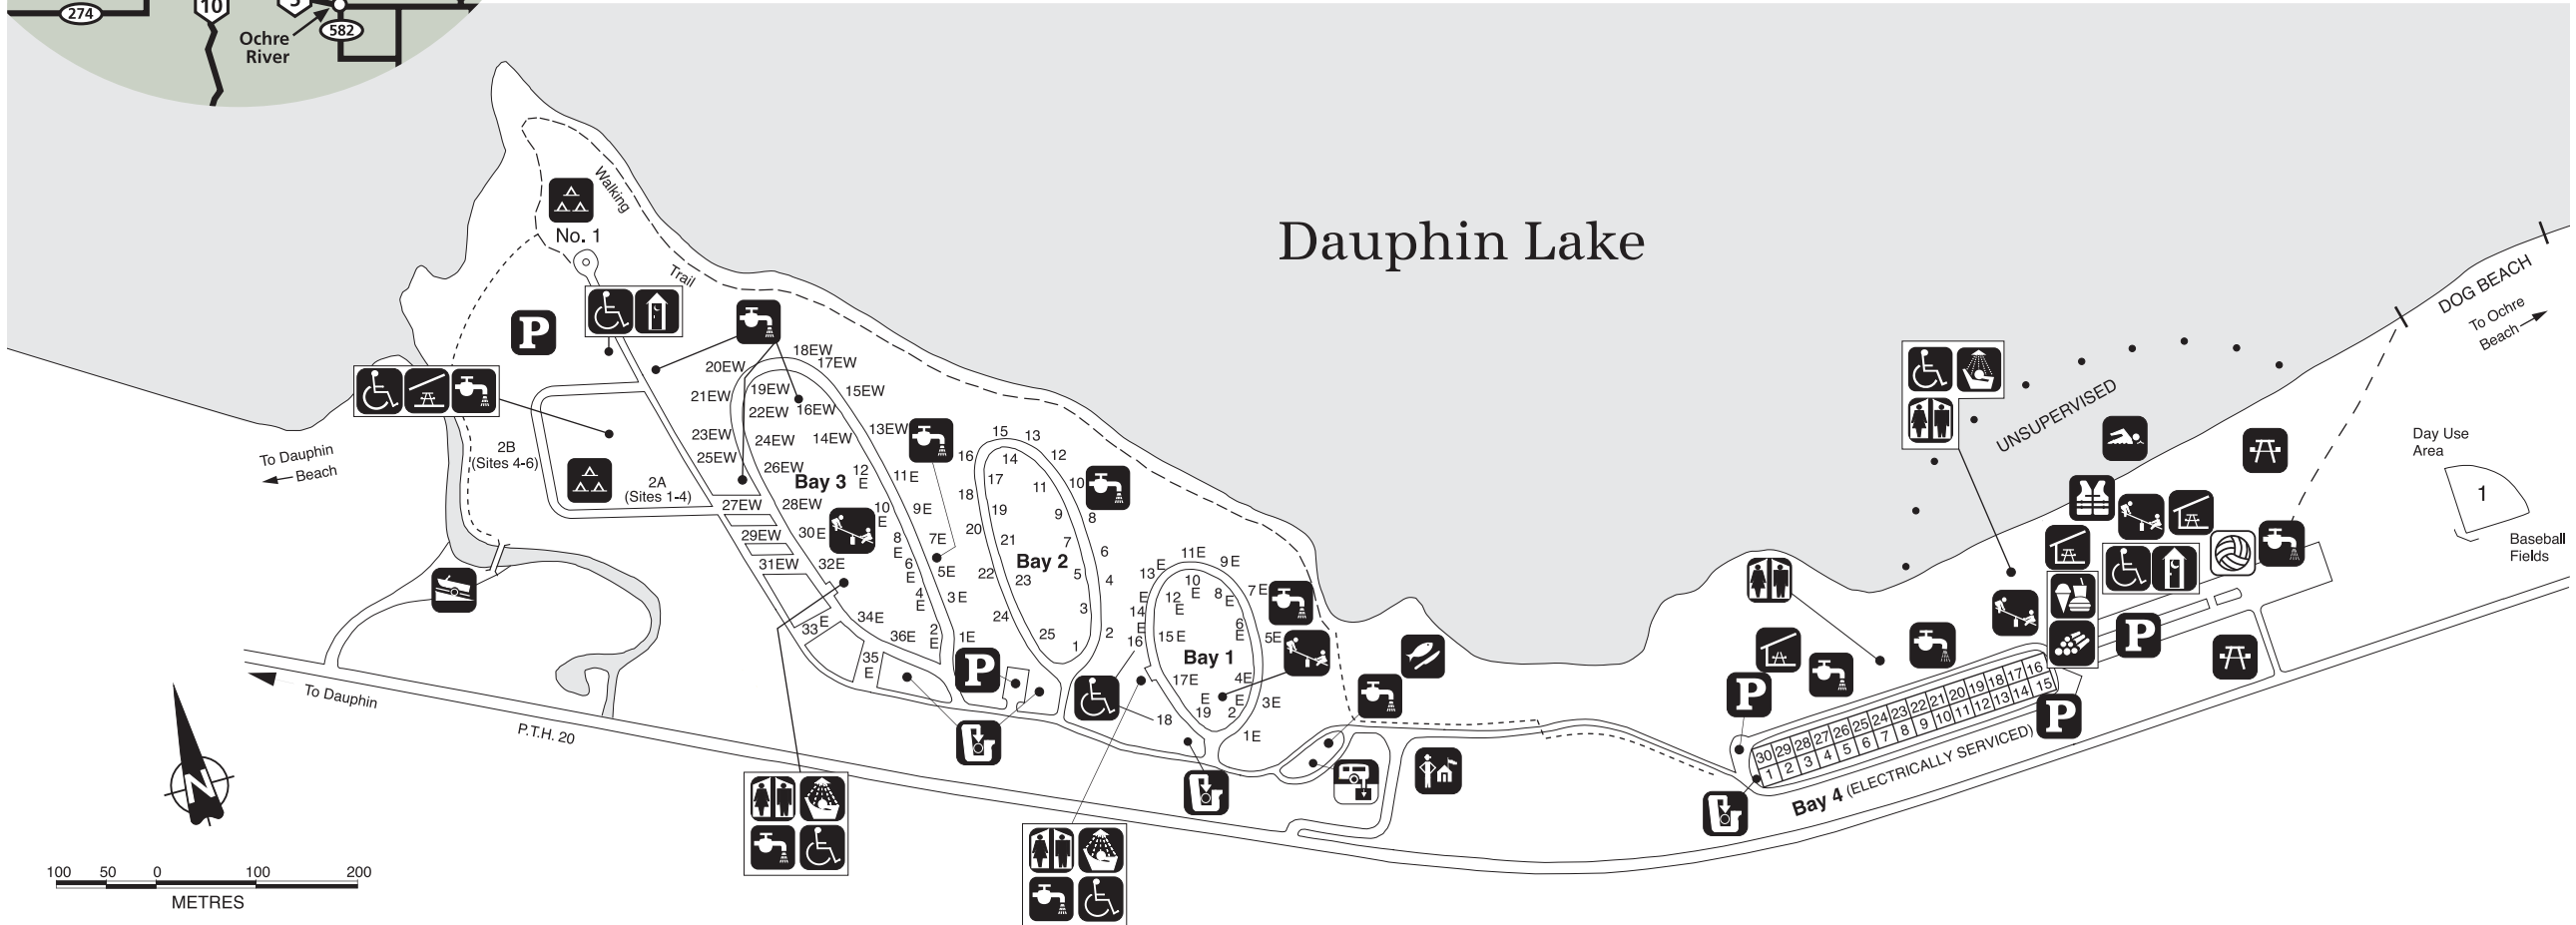 274
10
5
582
Ochre
River
Dauphin Lake
Walking
Trail
No. 1
P
To Dauphin
Beach
2B
(Sites 4-6)
2A
(Sites 1-4)
18EW
17EW
20EW
19EW
15EW
21EW
22EW
16EW
13EW
23EW
24EW
14EW
25EW
26EW
Bay 3
12
E
11E
27EW
28EW
10
E
9E
29EW
30E
8
E
7E
31EW
32E
6
E
5E
4
E
3E
33
E
34E
36E
2
E
1E
35
E
P
15
13
16
14
12
17
11
10
18
19
9
8
20
21
7
6
Bay 2
22
23
5
4
24
3
25
2
1
11E
9E
13
E
10
E
8
E
7E
12
E
14
E
6
E
5E
16
15E
Bay 1
17E
4E
E
19
2
E
3E
18
1E
To Dauphin
P.T.H. 20
N
100 50 0 100 200
METRES
UNSUPERVISED
DOG BEACH
To Ochre
Beach
Day Use
Area
1
Baseball
Fields
P
P
P
30 29 28 27 26 25 24 23 22 21 20 19 18 17 16
1 2 3 4 5 6 7 8 9 10 11 12 13 14 15
Bay 4 (ELECTRICALLY SERVICED)